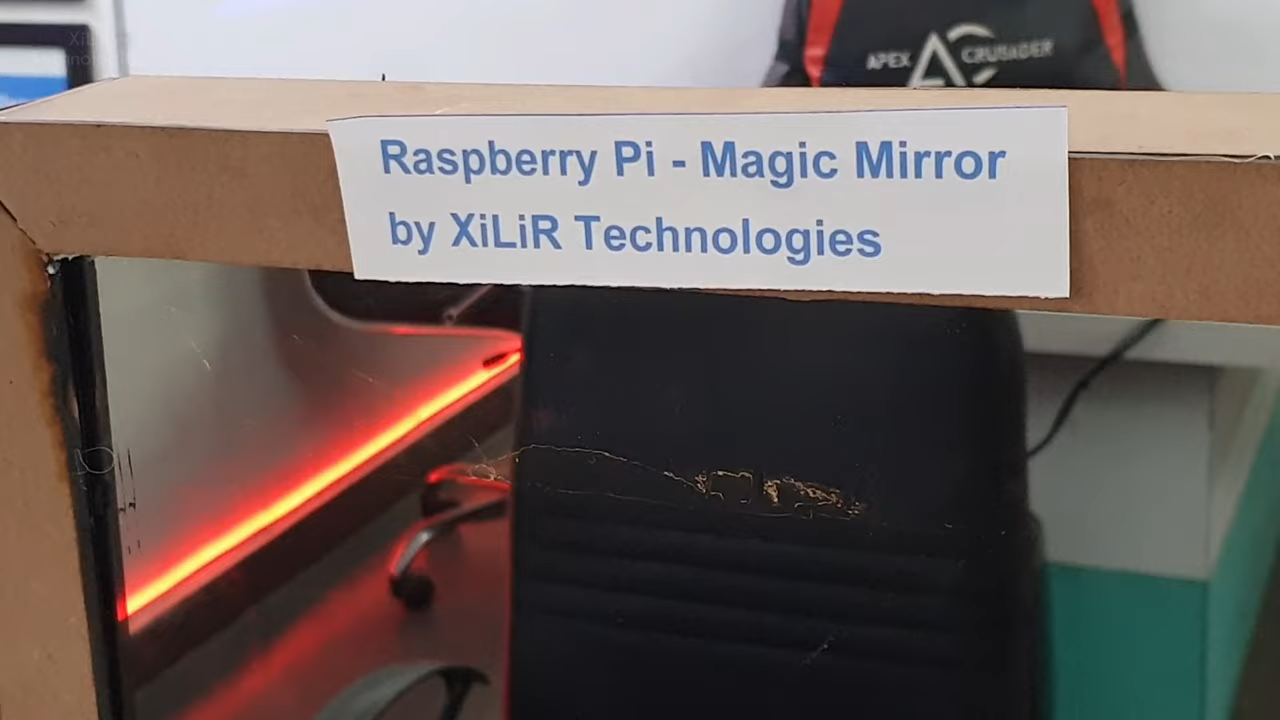 APEX CRUSADER
Raspberry Pi - Magic Mirror
by XiLiR Technologies